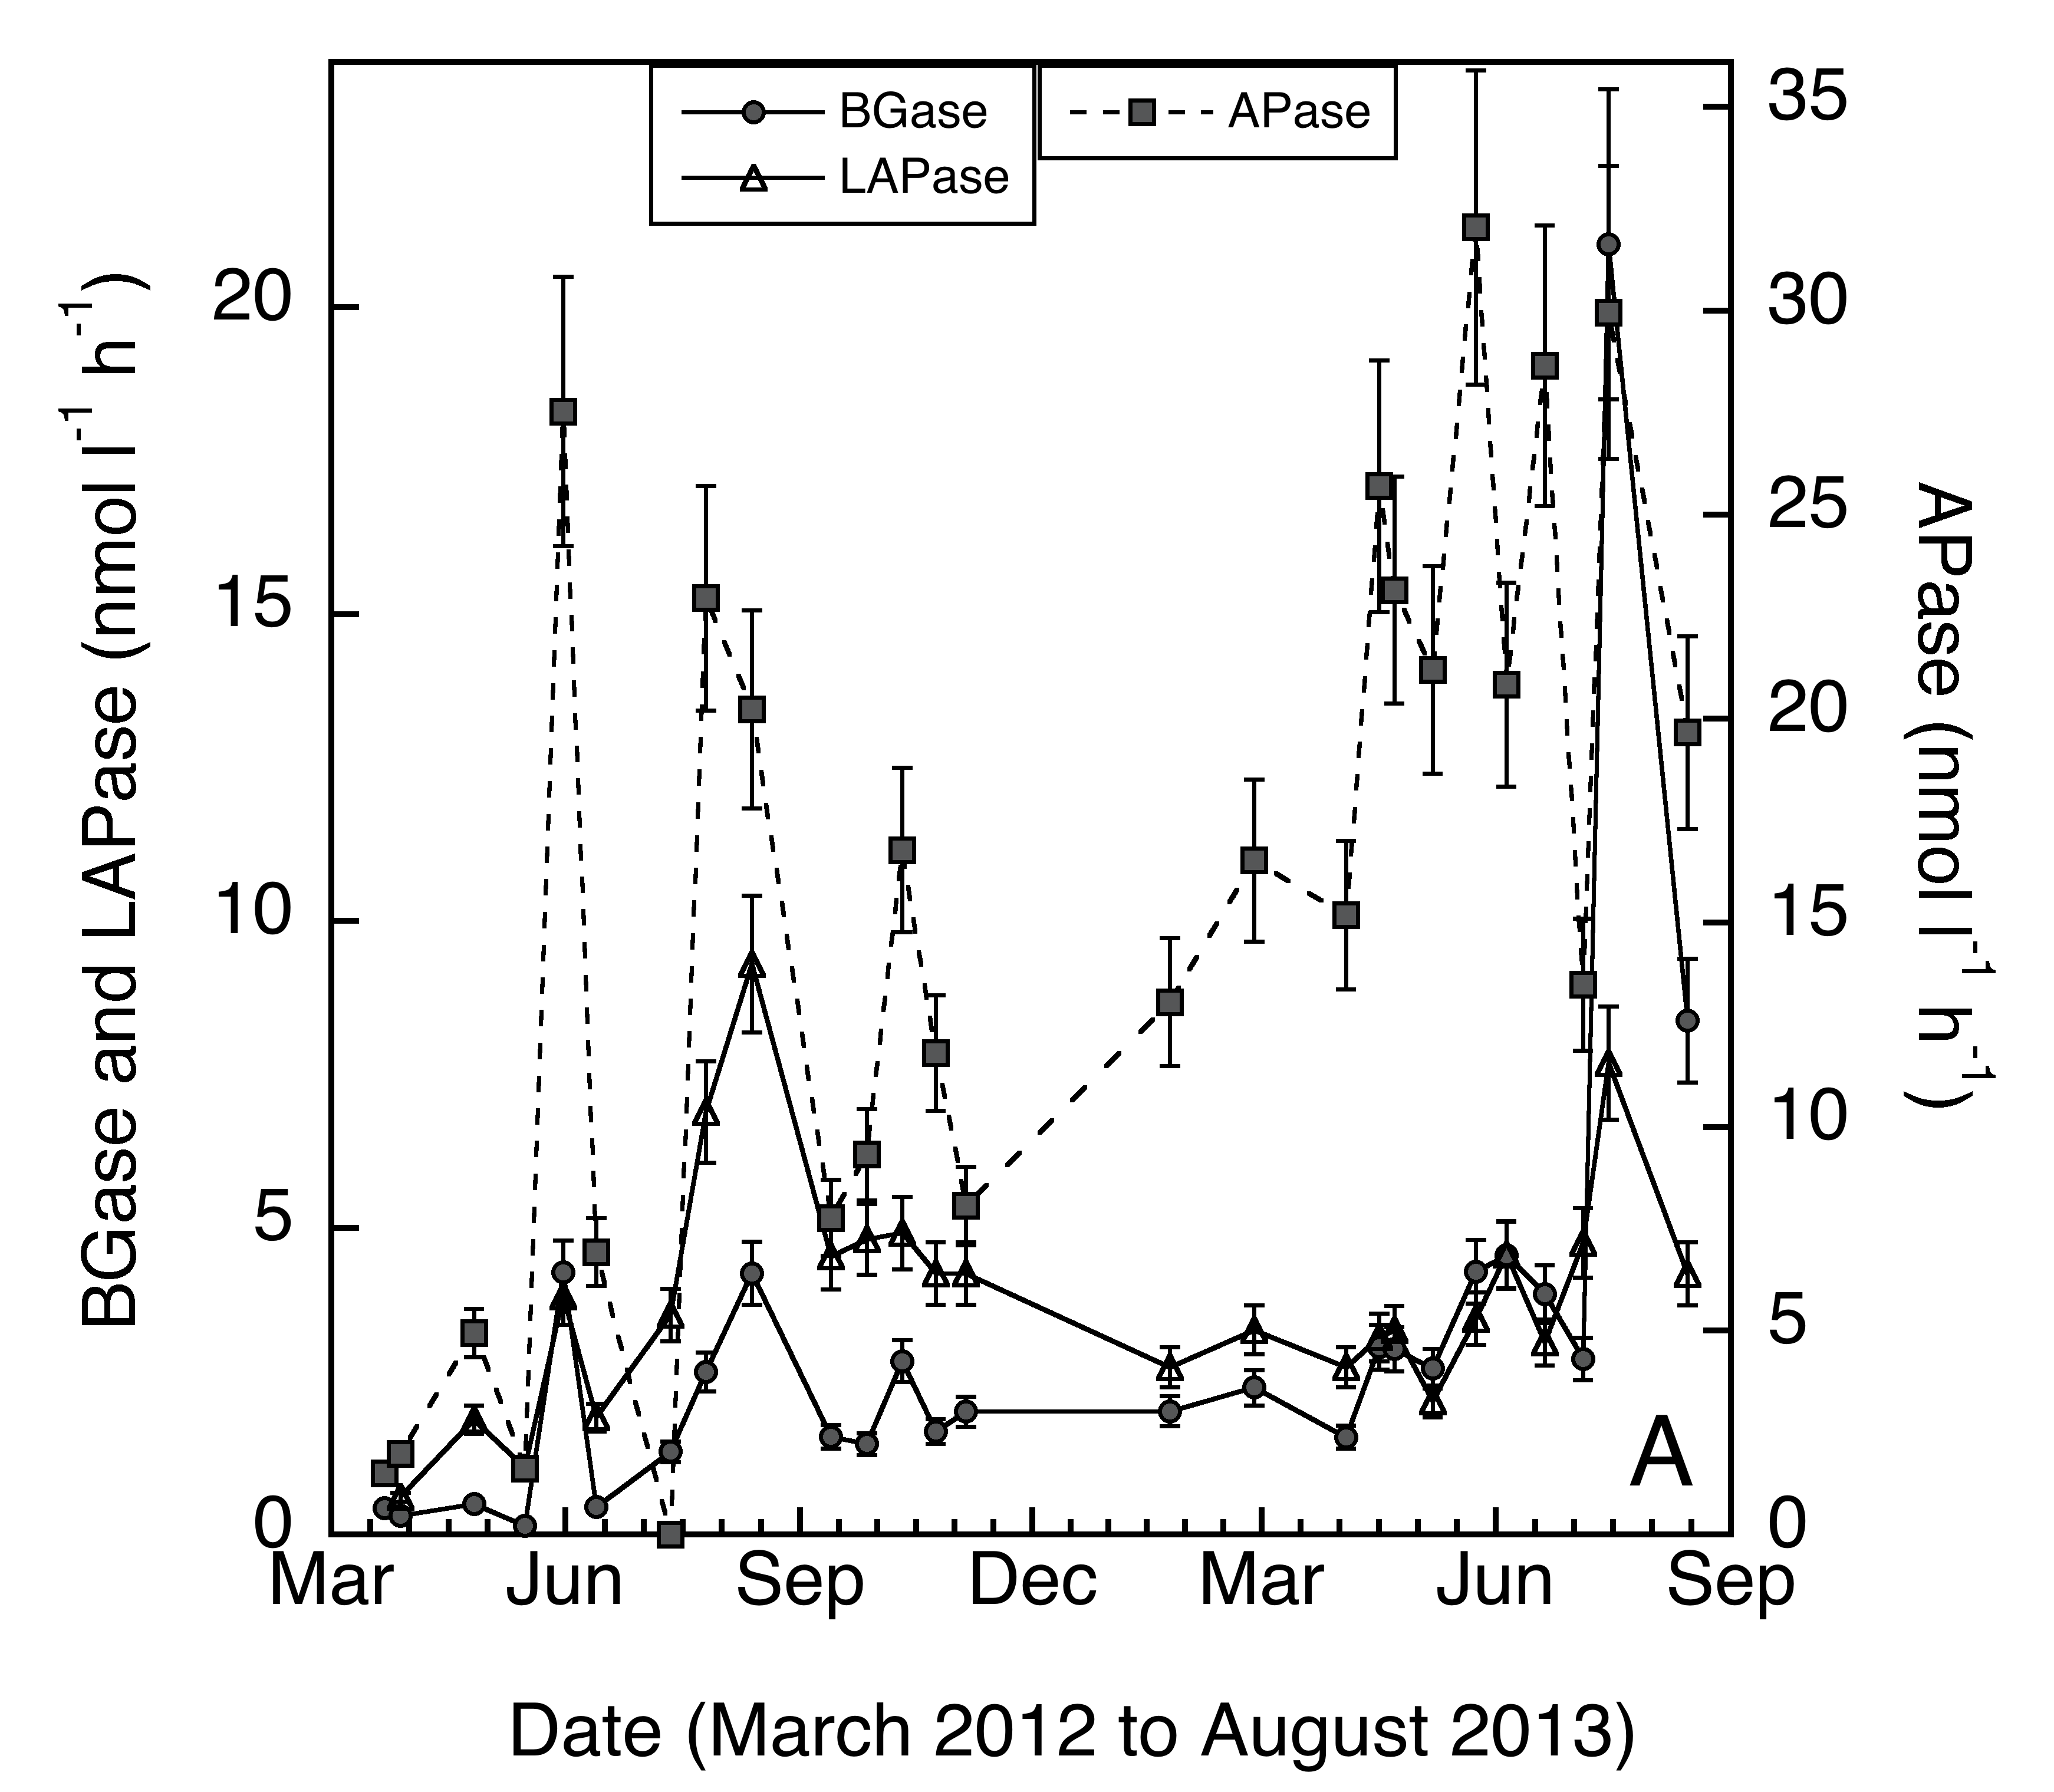 BGase
LAPase
APase
BGase and LAPase (nmol l-1 h-1)
20
15
10
5
0
35
30
25
20
15
10
5
0
APase (nmol l-1 h-1)
A
Mar Jun Sep Dec Mar Jun Sep
Date (March 2012 to August 2013)